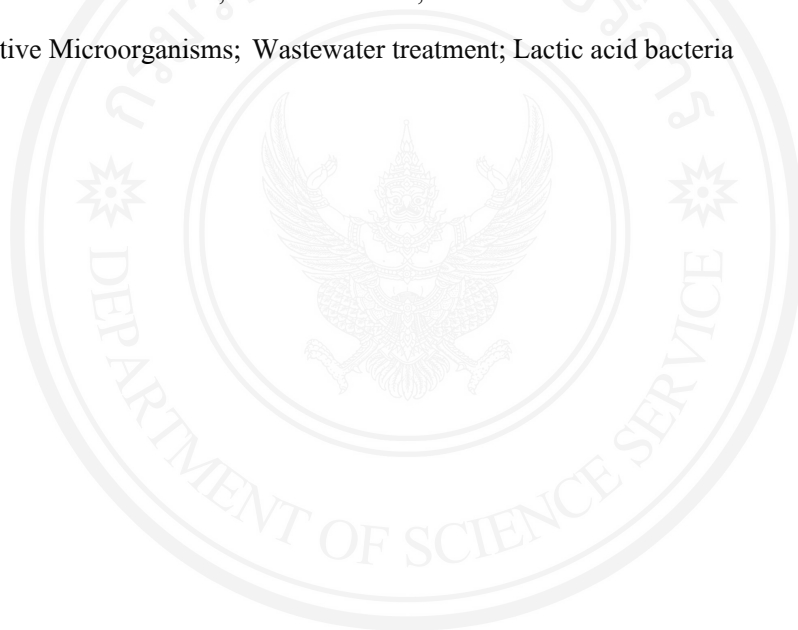 tive Microorganisms; Wastewater treatment; Lactic acid bacteria
DEPARTMENT OF SCIENCE SERVICE